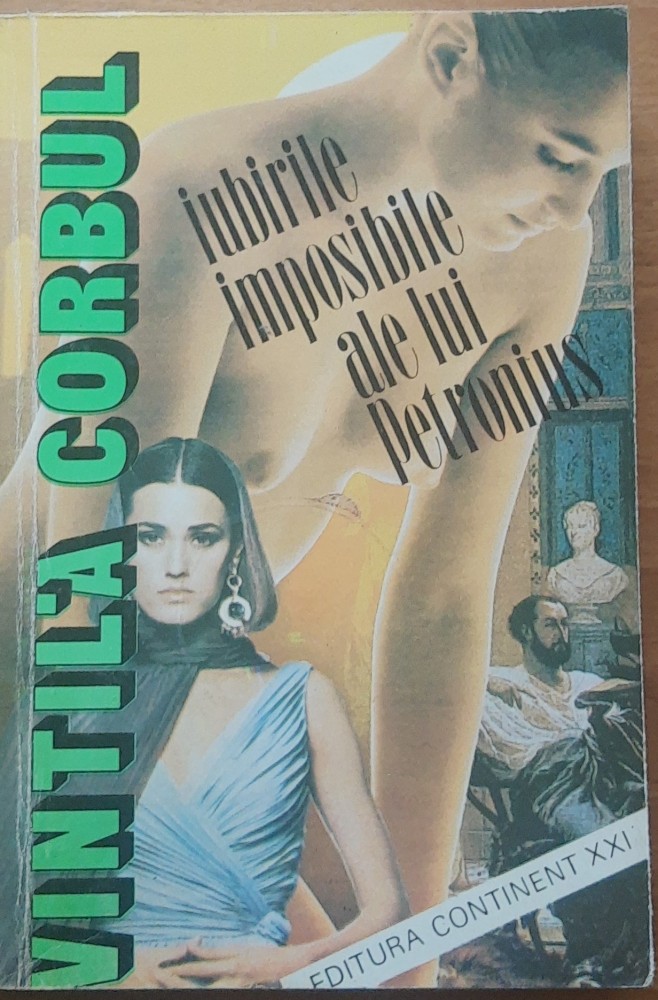 VINTILĂ CORBUL
iubirile
imposibile
ale lui
Petronius
EDITURA CONTINENT XXI